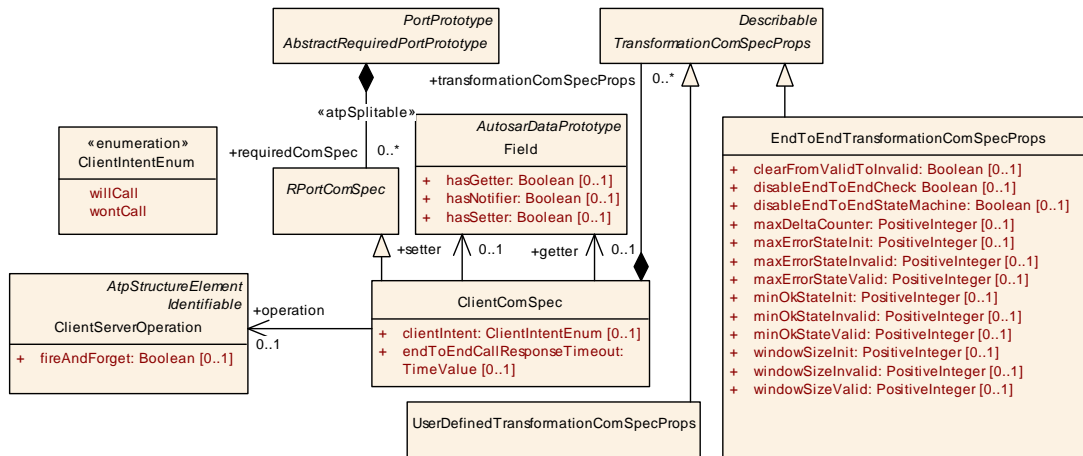 PortPrototype
AbstractRequiredPortPrototype
Describable
TransformationComSpecProps
+transformationComSpecProps 0..*
«atpSplitable»
+requiredComSpec 0..*
«enumeration»
ClientIntentEnum
willCall
wontCall
RPortComSpec
AutosarDataPrototype
Field
+ hasGetter: Boolean [0..1]
+ hasNotifier: Boolean [0..1]
+ hasSetter: Boolean [0..1]
EndToEndTransformationComSpecProps
+ clearFromValidToInvalid: Boolean [0..1]
+ disableEndToEndCheck: Boolean [0..1]
+ disableEndToEndStateMachine: Boolean [0..1]
+ maxDeltaCounter: PositiveInteger [0..1]
+ maxErrorStateInit: PositiveInteger [0..1]
+ maxErrorStateInvalid: PositiveInteger [0..1]
+ maxErrorStateValid: PositiveInteger [0..1]
+ minOkStateInit: PositiveInteger [0..1]
+ minOkStateInvalid: PositiveInteger [0..1]
+ minOkStateValid: PositiveInteger [0..1]
+ windowSizeInit: PositiveInteger [0..1]
+ windowSizeInvalid: PositiveInteger [0..1]
+ windowSizeValid: PositiveInteger [0..1]
+setter 0..1
+getter 0..1
AtpStructureElement
Identifiable
ClientServerOperation
+ fireAndForget: Boolean [0..1]
+operation
0..1
ClientComSpec
+ clientIntent: ClientIntentEnum [0..1]
+ endToEndCallResponseTimeout:
TimeValue [0..1]
UserDefinedTransformationComSpecProps